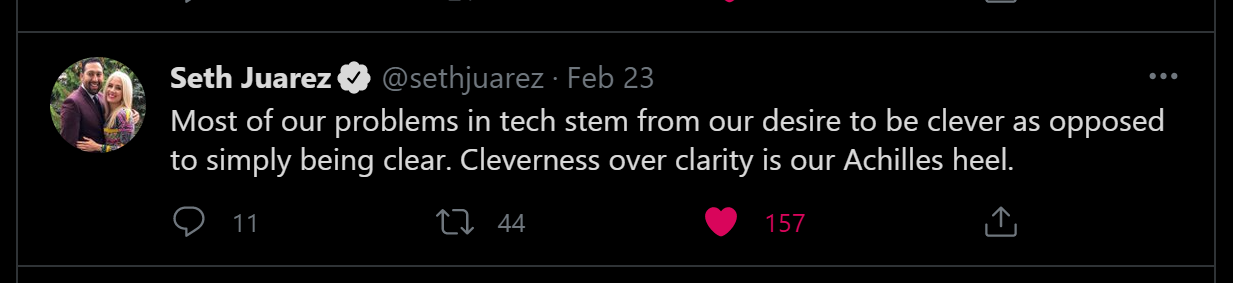 Seth Juarez @sethjuarez · Feb 23
Most of our problems in tech stem from our desire to be clever as opposed
to simply being clear. Cleverness over clarity is our Achilles heel.
11 44 157